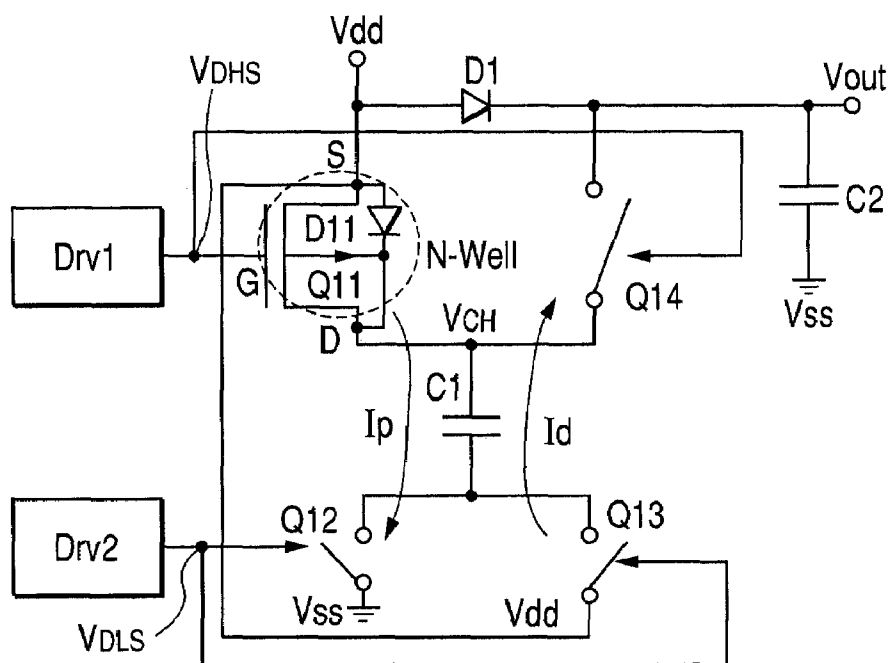 Vdd
VDHS
D1
Vout
S
C2
Drv1
D11
N-Well
G
Q11
Q14
Vss
D
VCH
C1
Ip
Id
Q12
Q13
Drv2
Vss
Vdd
VDLS